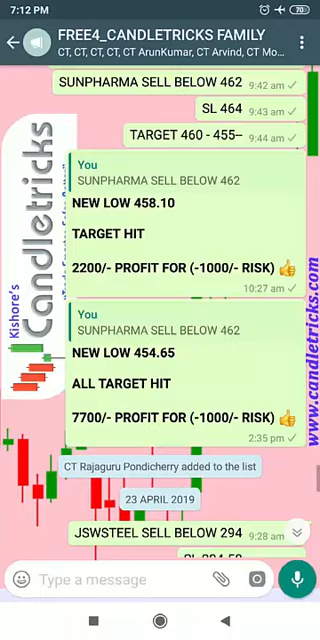 7:12 PM
70
FREE4_CANDLETRICKS FAMILY
CT, CT, CT, CT, CT ArunKumar, CT Arvind, CT Mo...
SUNPHARMA SELL BELOW 462
9:42 am
SL 464
9:43 am
TARGET 460 - 455--
9:44 am
You
SUNPHARMA SELL BELOW 462
NEW LOW 458.10
TARGET HIT
2200/- PROFIT FOR (-1000/- RISK) 👍
10:27 am
You
SUNPHARMA SELL BELOW 462
NEW LOW 454.65
ALL TARGET HIT
7700/- PROFIT FOR (-1000/- RISK) 👍
2:35 pm
CT Rajaguru Pondicherry added to the list
23 APRIL 2019
JSWSTEEL SELL BELOW 294
9:28 am
Type a message
Kishore's
Candletricks
www.candletricks.com